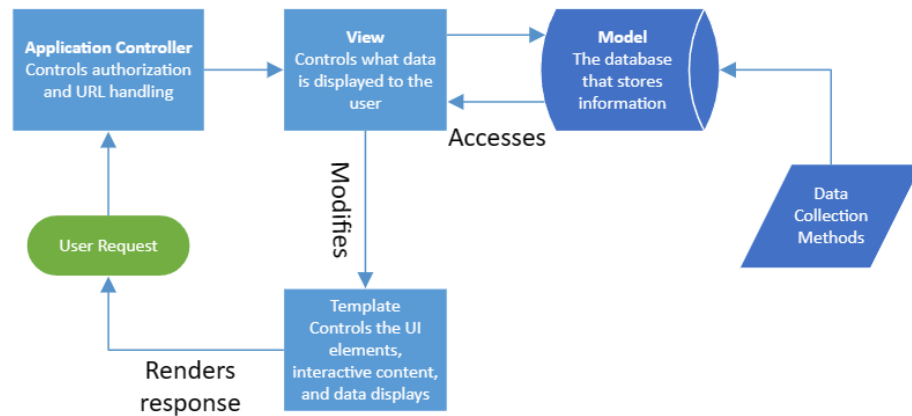 Application Controller
Controls authorization
and URL handling
View
Controls what data
is displayed to the
user
Model
The database
that stores
information
Accesses
Modifies
Data
Collection
Methods
User Request
Template
Controls the UI
elements,
interactive content,
and data displays
Renders
response